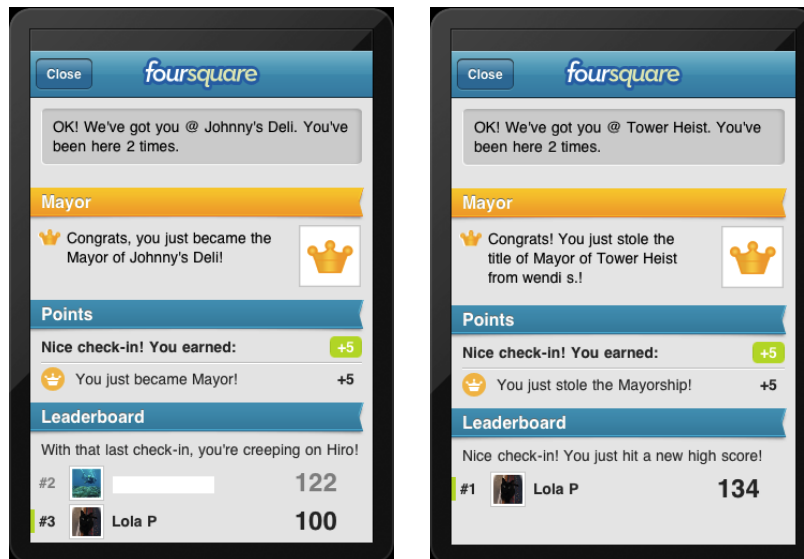 Close
foursquare
OK! We've got you @ Johnny's Deli. You've
been here 2 times.
Mayor
Congrats, you just became the
Mayor of Johnny's Deli!
Points
Nice check-in! You earned:
+5
You just became Mayor!
+5
Leaderboard
With that last check-in, you're creeping on Hiro!
#2
122
#3
Lola P
100
Close
foursquare
OK! We've got you @ Tower Heist. You've
been here 2 times.
Mayor
Congrats! You just stole the
title of Mayor of Tower Heist
from wendi s.!
Points
Nice check-in! You earned:
+5
You just stole the Mayorship!
+5
Leaderboard
Nice check-in! You just hit a new high score!
#1
Lola P
134